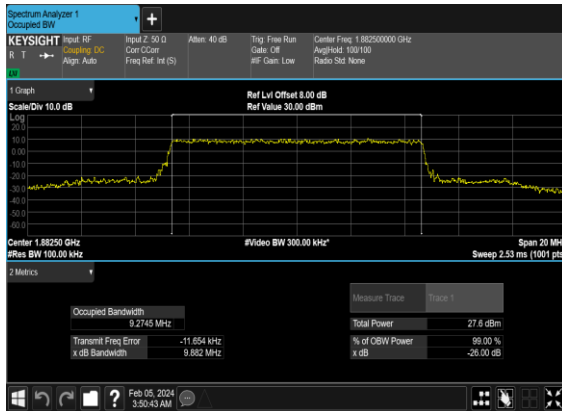 Spectrum Analyzer 1
Occupied BW
KEYSIGHT Input: RF Input Z: 50 Ω Atten: 40 dB Trig: Free Run Center Freq: 1.882500000 GHz
R T Coupling: DC Corr CCorr Gate: Off Avg|Hold: 100/100
Align: Auto Freq Ref: Int (S) #IF Gain: Low Radio Std: None
1 Graph
Ref Lvl Offset 8.00 dB
Scale/Div 10.0 dB Ref Value 30.00 dBm
Log
20.0
10.0
0.00
-10.0
-20.0
-30.0
-40.0
-50.0
-60.0
Center 1.88250 GHz #Video BW 300.00 kHz* Span 20 MH
#Res BW 100.00 kHz Sweep 2.53 ms (1001 pts
2 Metrics
Measure Trace Trace 1
Occupied Bandwidth
9.2745 MHz Total Power 27.6 dBm
Transmit Freq Error -11.654 kHz % of OBW Power 99.00 %
x dB Bandwidth 9.882 MHz x dB -26.00 dB
? Feb 05, 2024
3:50:43 AM